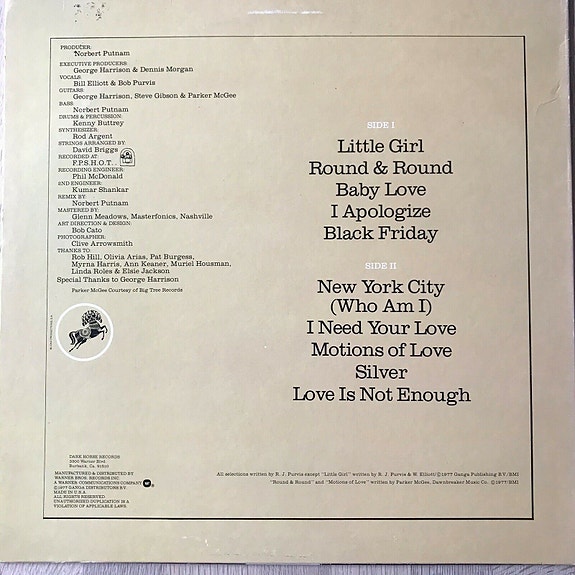 PRODUCER:
Norbert Putnam
EXECUTIVE PRODUCERS:
George Harrison & Dennis Morgan
VOCALS:
Bill Elliott & Bob Purvis
GUITARS:
George Harrison, Steve Gibson & Parker McGee
BASS:
Norbert Putnam
DRUMS & PERCUSSION:
Kenny Buttrey
SYNTHESIZER:
Rod Argent
STRINGS ARRANGED BY:
David Briggs
RECORDED AT:
F.P.S.H.O.T.
RECORDING ENGINEER:
Phil McDonald
2ND ENGINEER:
Kumar Shankar
REMIX BY:
Norbert Putnam
MASTERED BY:
Glenn Meadows, Masterfonics, Nashville
ART DIRECTION & DESIGN:
Bob Cato
PHOTOGRAPHER:
Clive Arrowsmith
THANKS TO:
Rob Hill, Olivia Arias, Pat Burgess,
Myrna Harris, Ann Keaner, Muriel Housman,
Linda Roles & Elsie Jackson
Special Thanks to George Harrison
Parker McGee Courtesy of Big Tree Records
SIDE I
Little Girl
Round & Round
Baby Love
I Apologize
Black Friday
SIDE II
New York City
(Who Am I)
I Need Your Love
Motions of Love
Silver
Love Is Not Enough
DARK HORSE RECORDS
3300 Warner Blvd.
Burbank, Ca. 91510
MANUFACTURED & DISTRIBUTED BY
WARNER BROS. RECORDS INC.
A WARNER COMMUNICATIONS COMPANY
©1977 GANGA DISTRIBUTORS B.V.
MADE IN U.S.A.
ALL RIGHTS RESERVED
UNAUTHORIZED DUPLICATION IS A
VIOLATION OF APPLICABLE LAWS.
All selections written by R. J. Purvis except "Little Girl" written by R. J. Purvis & W. Elliott/©1977 Ganga Publishing B.V./BMI
"Round & Round" and "Motions of Love" written by Parker McGee, Dawnbreaker Music Co. ©1977/BMI